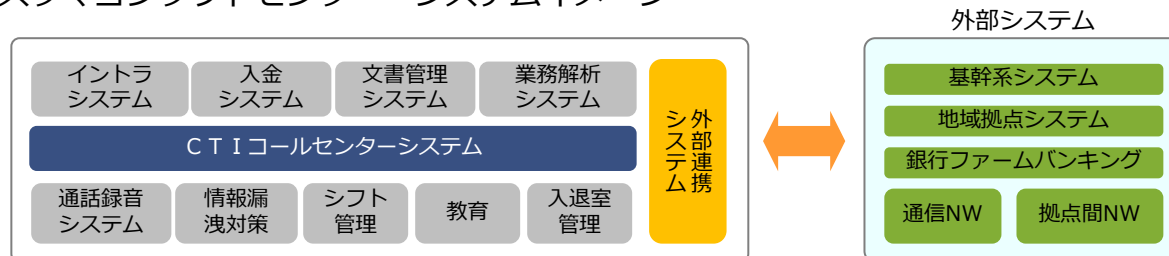 外部システム
イントラ
システム
入金
システム
文書管理
システム
業務解析
システム
ＣＴＩコールセンターシステム
通話録音
システム
情報漏
洩対策
シフト
管理
教育
入退室
管理
外部連携
システム
基幹系システム
地域拠点システム
銀行ファームバンキング
通信NW
拠点間NW